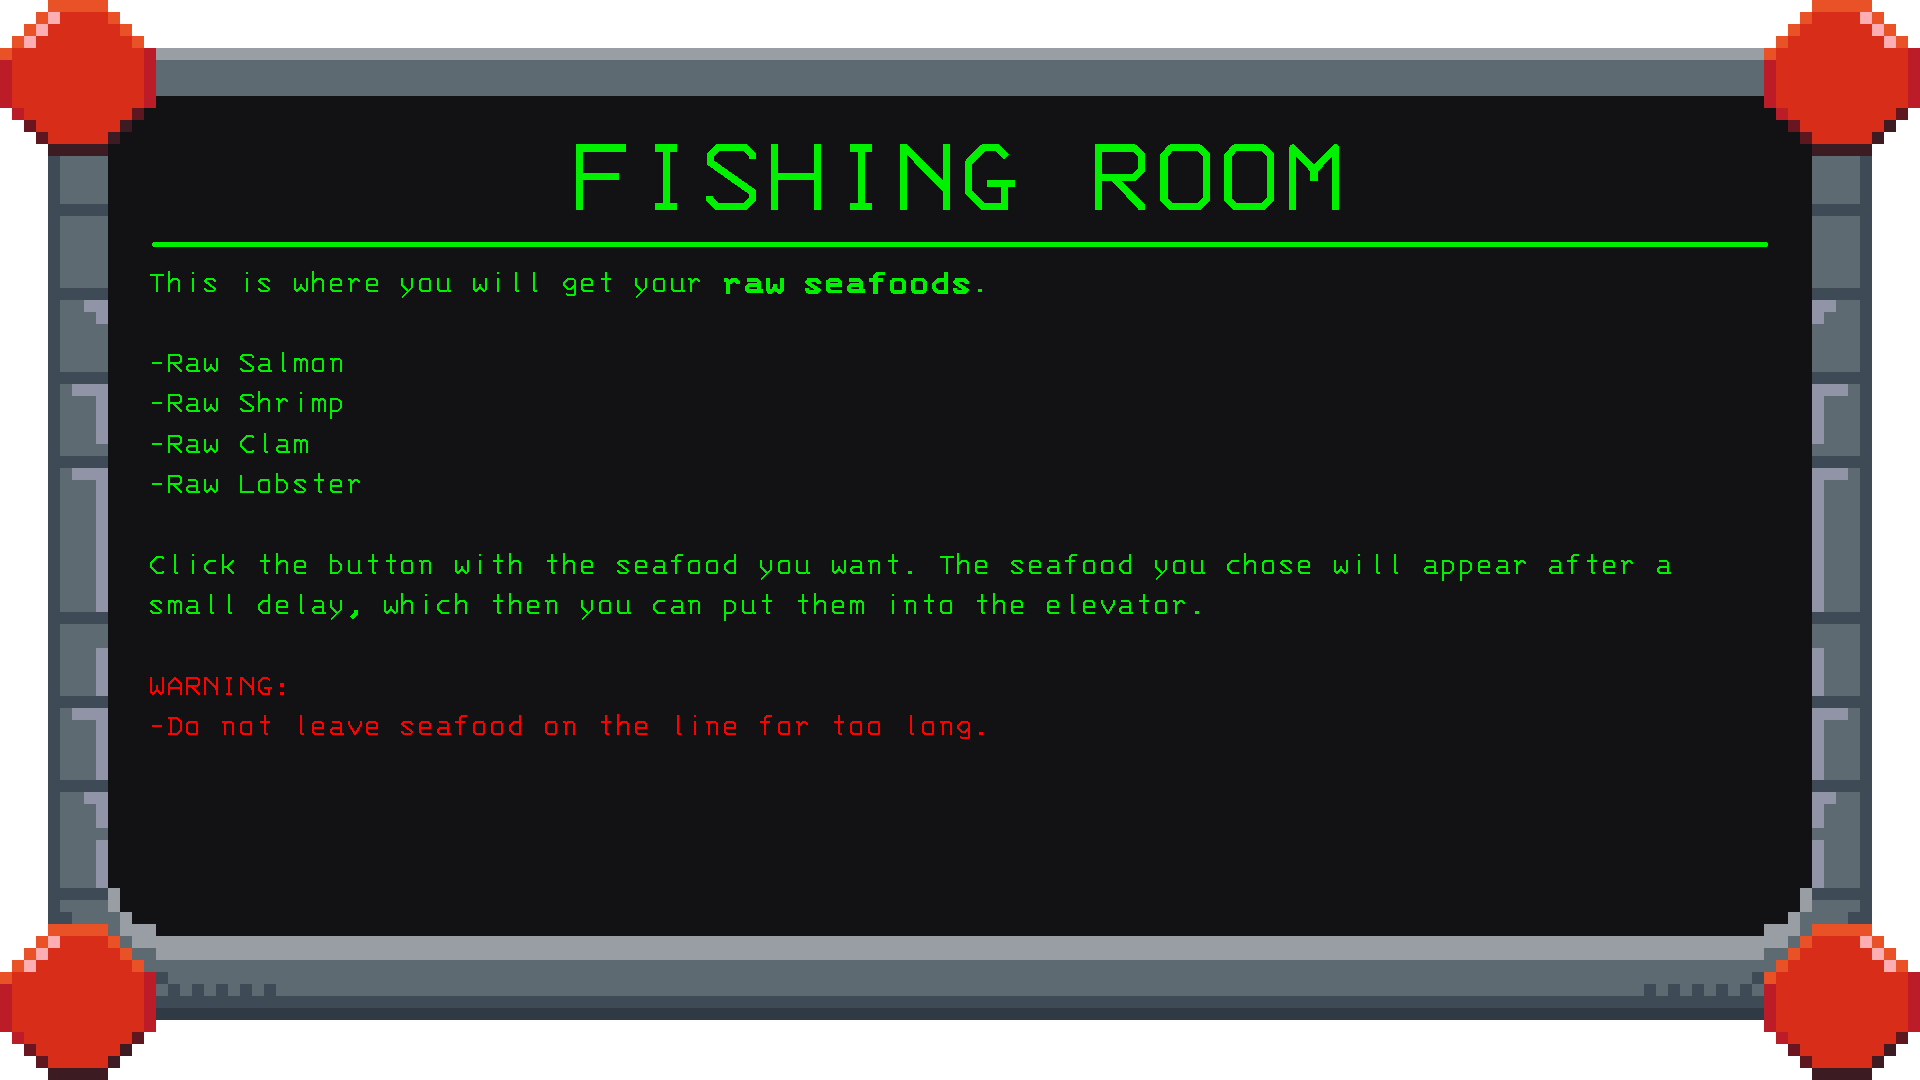 FISHING ROOM
This is where you will get your raw seafoods.
-Raw Salmon
-Raw Shrimp
-Raw Clam
-Raw Lobster
Click the button with the seafood you want. The seafood you chose will appear after a
small delay, which then you can put them into the elevator.
WARNING:
-Do not leave seafood on the line for too long.